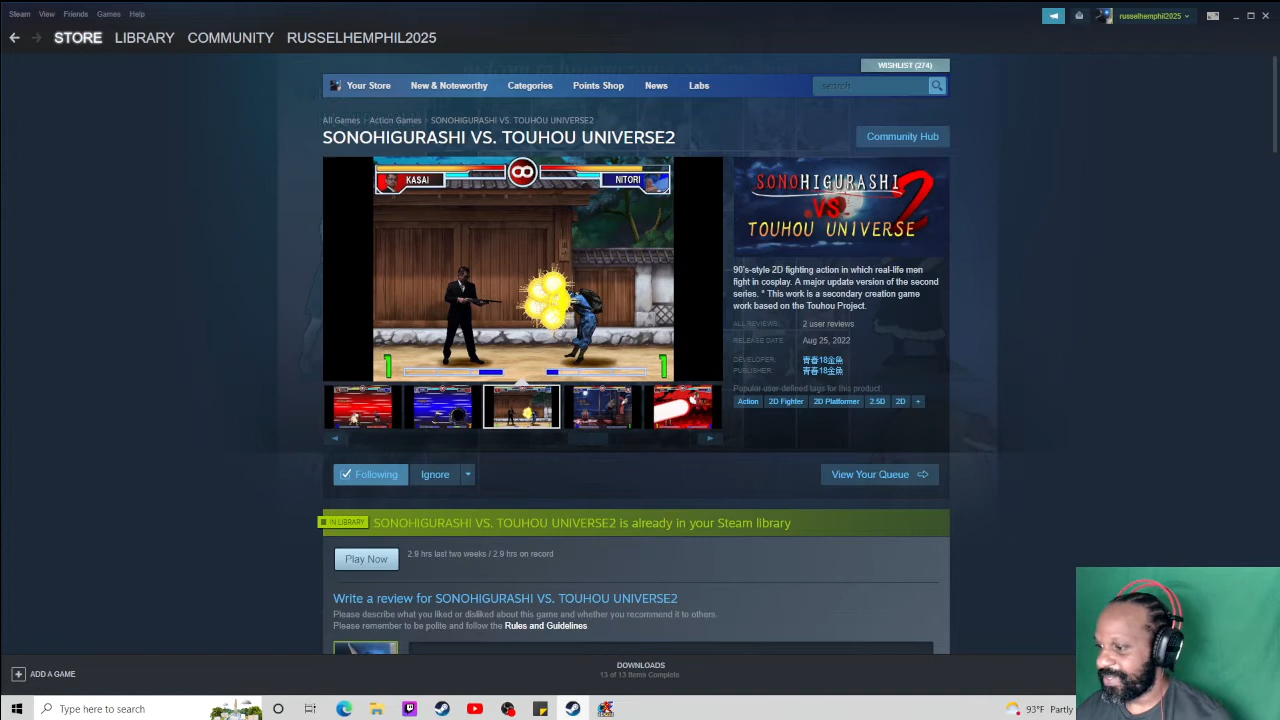 Steam View Friends Games Help
russelhemphil2025
STORE LIBRARY COMMUNITY RUSSELHEMPHIL2025
WISHLIST (274)
Your Store New & Noteworthy Categories Points Shop News Labs search
All Games > Action Games > SONOHIGURASHI VS. TOUHOU UNIVERSE2
SONOHIGURASHI VS. TOUHOU UNIVERSE2
Community Hub
KASAI NITORI
1 1
SONOHIGURASHI 2
VS.
TOUHOU UNIVERSE
90's-style 2D fighting action in which real-life men
fight in cosplay. A major update version of the second
series. * This work is a secondary creation game
work based on the Touhou Project.
ALL REVIEWS: 2 user reviews
RELEASE DATE: Aug 25, 2022
DEVELOPER: 青春18金魚
PUBLISHER: 青春18金魚
Popular user-defined tags for this product:
Action 2D Fighter 2D Platformer 2.5D 2D +
Following Ignore View Your Queue
IN LIBRARY SONOHIGURASHI VS. TOUHOU UNIVERSE2 is already in your Steam library
Play Now 2.9 hrs last two weeks / 2.9 hrs on record
Write a review for SONOHIGURASHI VS. TOUHOU UNIVERSE2
Please describe what you liked or disliked about this game and whether you recommend it to others.
Please remember to be polite and follow the Rules and Guidelines
ADD A GAME
DOWNLOADS
13 of 13 Items Complete
Type here to search
93°F Partly